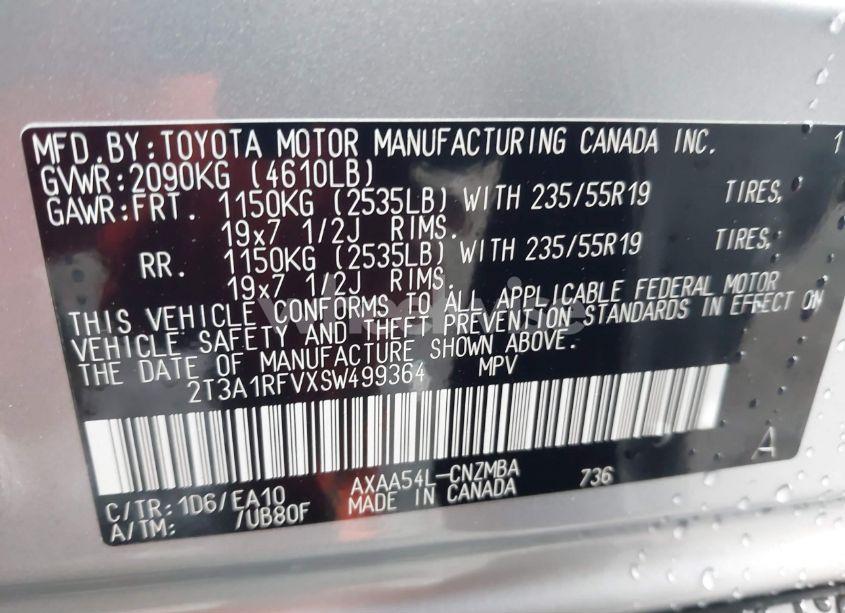 MFD.BY:TOYOTA MOTOR MANUFACTURING CANADA INC. 1
GVWR:2090KG (4610LB)
GAWR:FRT. 1150KG (2535LB) WITH 235/55R19 TIRES,
19x7 1/2J RIMS.
RR. 1150KG (2535LB) WITH 235/55R19 TIRES,
19x7 1/2J RIMS.
THIS VEHICLE CONFORMS TO ALL APPLICABLE FEDERAL MOTOR
VEHICLE SAFETY AND THEFT PREVENTION STANDARDS IN EFFECT ON
THE DATE OF MANUFACTURE SHOWN ABOVE.
2T3A1RFVXSW499364 MPV
A
C/TR:1D6/EA10 AXAA54L-CNZMBA 736
A/TM: /UB80F MADE IN CANADA